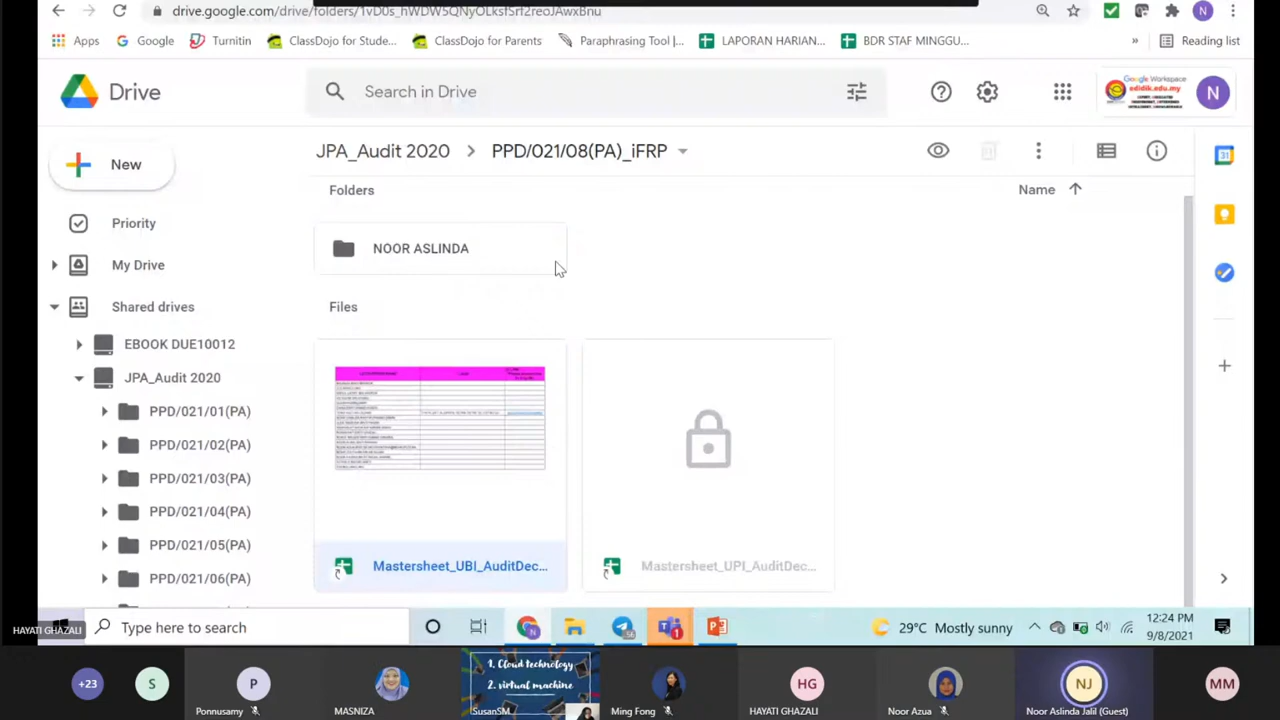 drive.google.com/drive/folders/1vD0s_hWDW5QNyOLksfSrf2reoJAwxBnu
Apps
Google
Turnitin
ClassDojo for Stude...
ClassDojo for Parents
Paraphrasing Tool |...
LAPORAN HARIAN...
BDR STAF MINGGU...
»
Reading list
Drive
Search in Drive
Google Workspace
edidik.edu.my
N
New
JPA_Audit 2020 > PPD/021/08(PA)_iFRP
Folders
Name
Priority
NOOR ASLINDA
My Drive
Shared drives
Files
EBOOK DUE10012
JPA_Audit 2020
PPD/021/01(PA)
PPD/021/02(PA)
PPD/021/03(PA)
PPD/021/04(PA)
PPD/021/05(PA)
PPD/021/06(PA)
Mastersheet_UBI_AuditDec...
Mastersheet_UPI_AuditDec...
HAYATI GHAZALI
Type here to search
29°C Mostly sunny
12:24 PM
9/8/2021
+23
S
P
Ponnusamy
MASNIZA
1. Cloud technology
2. virtual machine
SusanSM
Ming Fong
HG
HAYATI GHAZALI
Noor Azua
NJ
Noor Aslinda Jalil (Guest)
MM